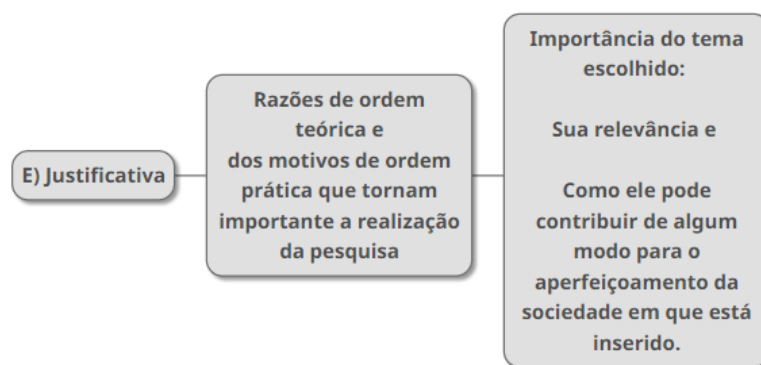 E) Justificativa
Razões de ordem
teórica e
dos motivos de ordem
prática que tornam
importante a realização
da pesquisa
Importância do tema
escolhido:
Sua relevância e
Como ele pode
contribuir de algum
modo para o
aperfeiçoamento da
sociedade em que está
inserido.